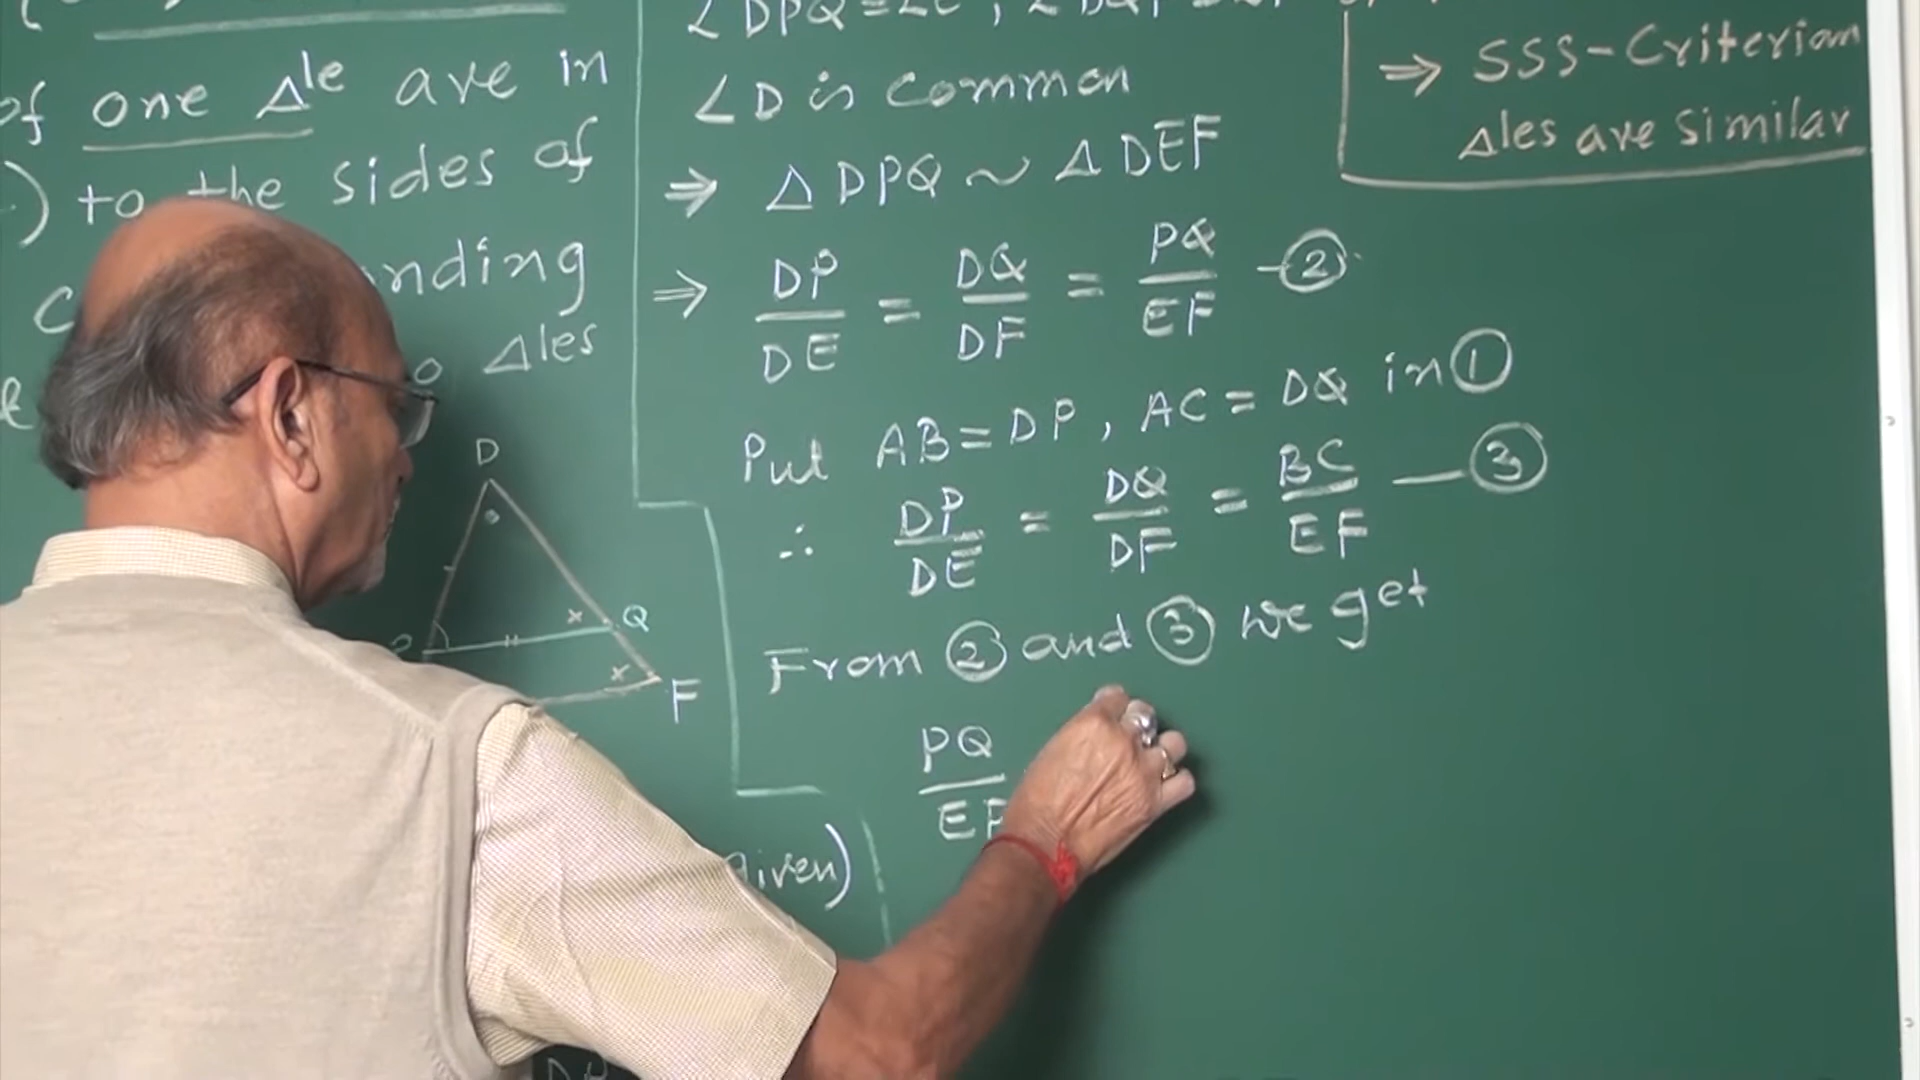 of one Δle are in
) to the sides of
nding
Δles
D
Q
F
given)
∠DPQ = ∠E,
∠D is common
⇒ ΔDPQ ~ ΔDEF
⇒ DP/DE = DQ/DF = PQ/EF - ②
Put AB = DP, AC = DQ in ①
∴ DP/DE = DQ/DF = BC/EF — ③
From ② and ③ we get
PQ/EF
⇒ SSS-Criterion
Δles are similar